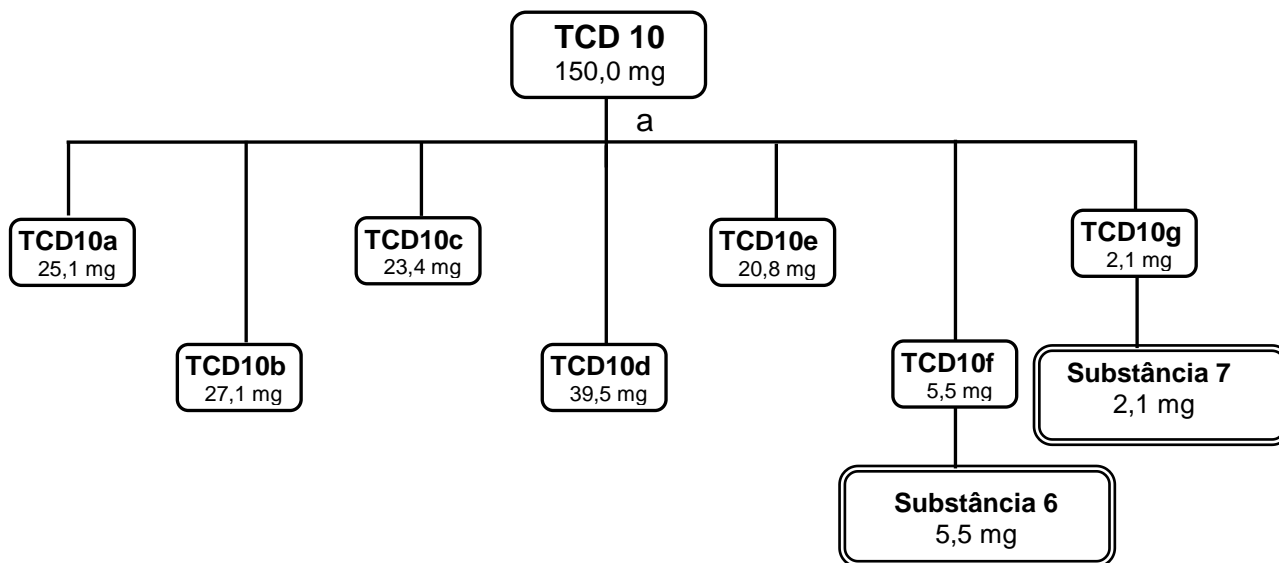 TCD 10
150,0 mg
a
TCD10a
25,1 mg
TCD10b
27,1 mg
TCD10c
23,4 mg
TCD10d
39,5 mg
TCD10e
20,8 mg
TCD10f
5,5 mg
TCD10g
2,1 mg
Substância 7
2,1 mg
Substância 6
5,5 mg